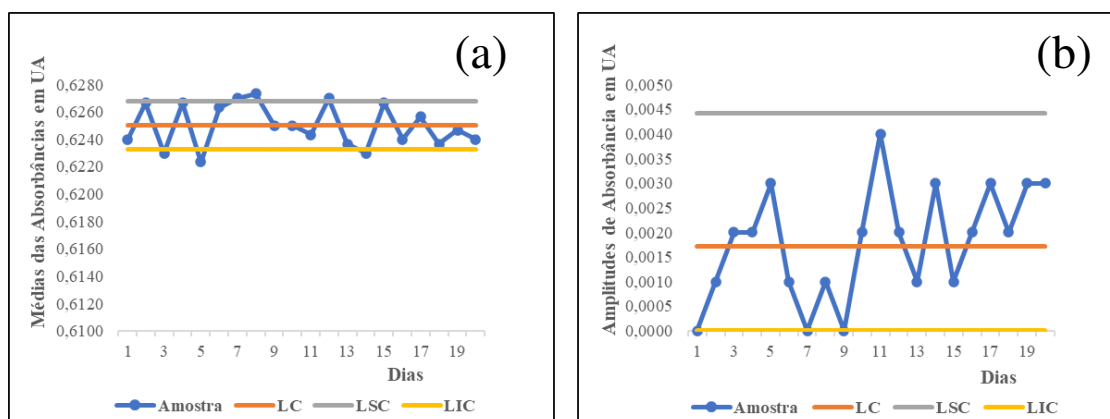 (a)
Médias das Absorbâncias em UA
0,6280
0,6260
0,6240
0,6220
0,6200
0,6180
0,6160
0,6140
0,6120
0,6100
1 3 5 7 9 11 13 15 17 19
Dias
Amostra LC LSC LIC
(b)
Amplitudes de Absorbância em UA
0,0050
0,0045
0,0040
0,0035
0,0030
0,0025
0,0020
0,0015
0,0010
0,0005
0,0000
1 3 5 7 9 11 13 15 17 19
Dias
Amostra LC LSC LIC